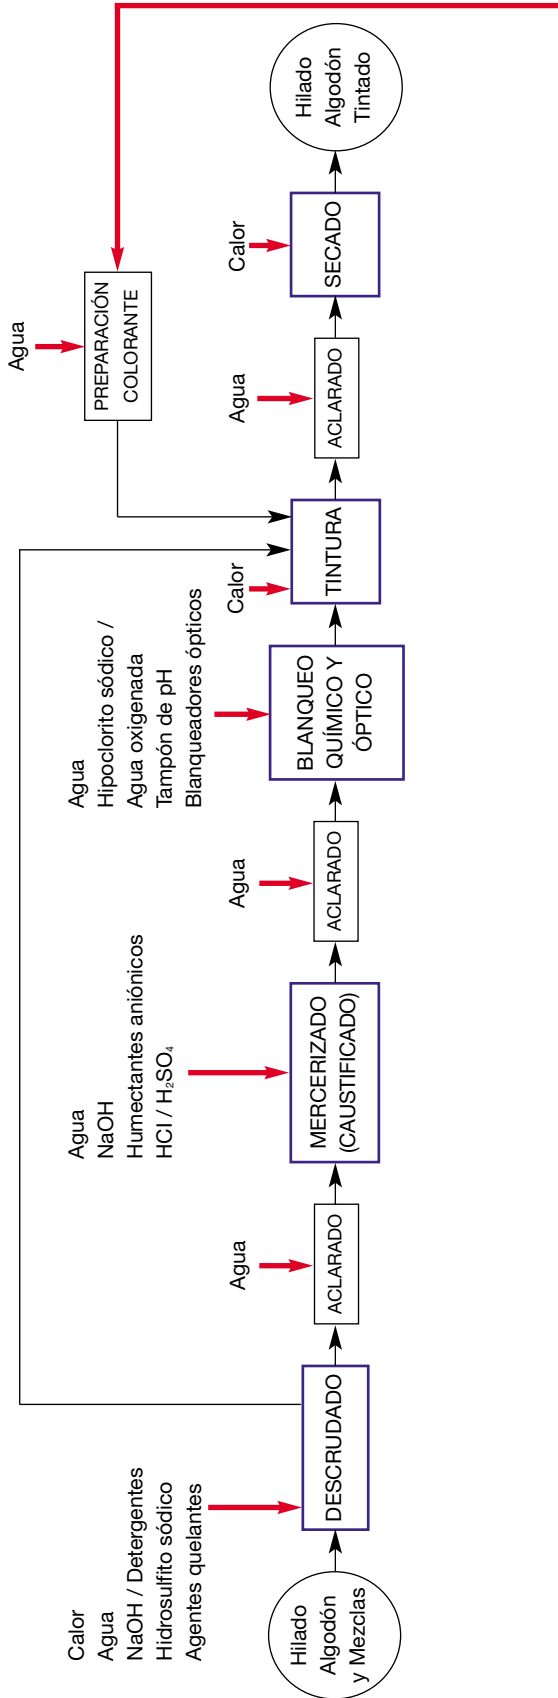 Hilado
Algodón
y Mezclas
Calor
Agua
NaOH / Detergentes
Hidrosulfito sódico
Agentes quelantes
DESCRUDADO
Agua
ACLARADO
Agua
NaOH
Humectantes aniónicos
HCl / H₂SO₄
MERCERIZADO
(CAUSTIFICADO)
Agua
ACLARADO
Agua
Hipoclorito sódico /
Agua oxigenada
Tampón de pH
Blanqueadores ópticos
BLANQUEO
QUÍMICO Y
ÓPTICO
Calor
TINTURA
Agua
PREPARACIÓN
COLORANTE
Agua
ACLARADO
Calor
SECADO
Hilado
Algodón
Tintado